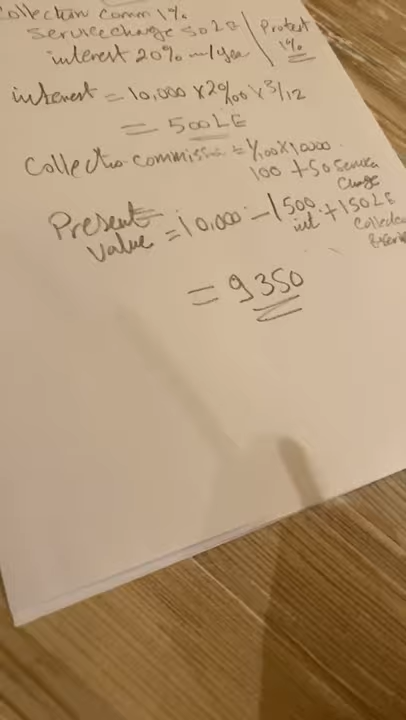 Collection comm 1%
Service charge 50 LE | Protest
interest 20% m/year | 1%
interest = 10,000 x 20/100 x 3/12
= 500 LE
Collectio commission = 1/100 x 10,000
100 + 50 Service Charge
Present Value = 10,000 - (500 int + 150 LE
= 9350